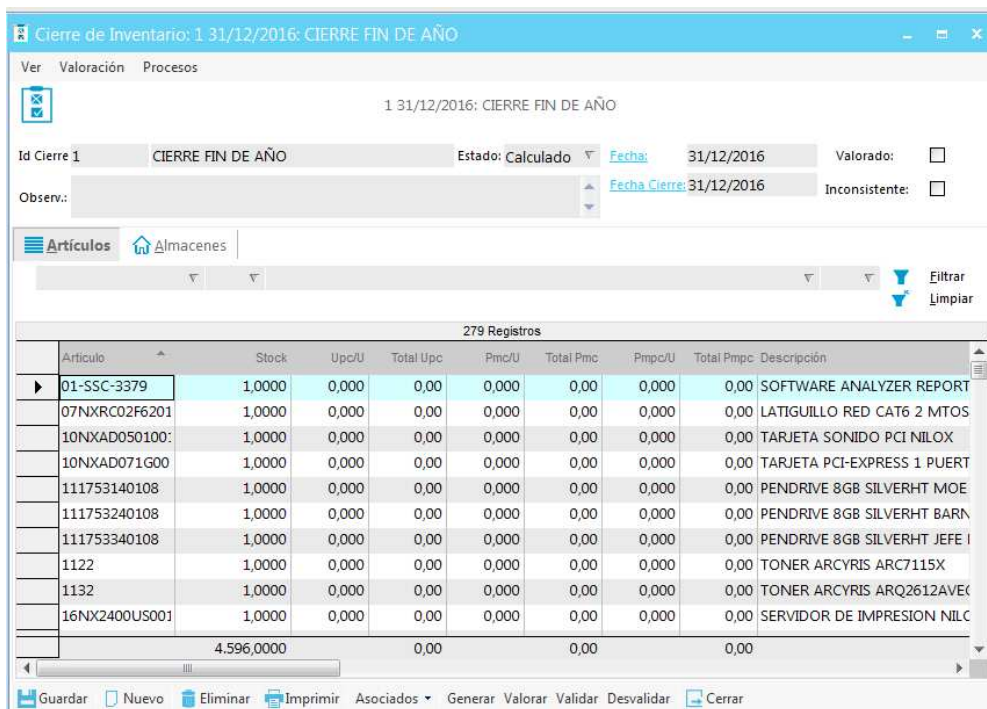 Cierre de Inventario: 1 31/12/2016: CIERRE FIN DE AÑO
Ver Valoración Procesos
1 31/12/2016: CIERRE FIN DE AÑO
Id Cierre 1 CIERRE FIN DE AÑO Estado: Calculado Fecha: 31/12/2016 Valorado:
Observ.: Fecha Cierre: 31/12/2016 Inconsistente:
Artículos Almacenes
Filtrar
Limpiar
279 Registros
Articulo Stock Upc/U Total Upc Pmc/U Total Pmc Pmpc/U Total Pmpc Descripción
01-SSC-3379 1,0000 0,000 0,00 0,000 0,00 0,000 0,00 SOFTWARE ANALYZER REPORT
07NXRC02F6201 1,0000 0,000 0,00 0,000 0,00 0,000 0,00 LATIGUILLO RED CAT6 2 MTOS
10NXAD050100: 1,0000 0,000 0,00 0,000 0,00 0,000 0,00 TARJETA SONIDO PCI NILOX
10NXAD071G00 1,0000 0,000 0,00 0,000 0,00 0,000 0,00 TARJETA PCI-EXPRESS 1 PUERT
111753140108 1,0000 0,000 0,00 0,000 0,00 0,000 0,00 PENDRIVE 8GB SILVERHT MOE
111753240108 1,0000 0,000 0,00 0,000 0,00 0,000 0,00 PENDRIVE 8GB SILVERHT BARN
111753340108 1,0000 0,000 0,00 0,000 0,00 0,000 0,00 PENDRIVE 8GB SILVERHT JEFE
1122 1,0000 0,000 0,00 0,000 0,00 0,000 0,00 TONER ARCYRIS ARC7115X
1132 1,0000 0,000 0,00 0,000 0,00 0,000 0,00 TONER ARCYRIS ARQ2612AVE
16NX2400US001 1,0000 0,000 0,00 0,000 0,00 0,000 0,00 SERVIDOR DE IMPRESION NILO
4.596,0000 0,00 0,00 0,00
Guardar Nuevo Eliminar Imprimir Asociados Generar Valorar Validar Desvalidar Cerrar